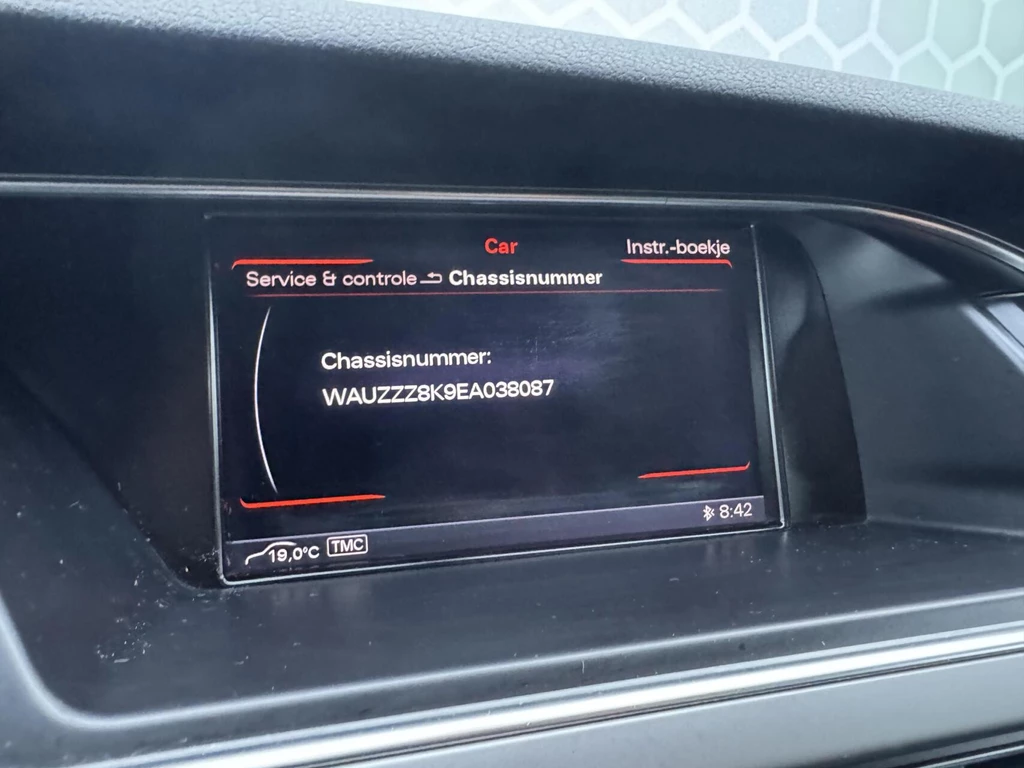 Car
Instr.-boekje
Service & controle Chassisnummer
Chassisnummer:
WAUZZZ8K9EA038087
8:42
19,0°C TMC